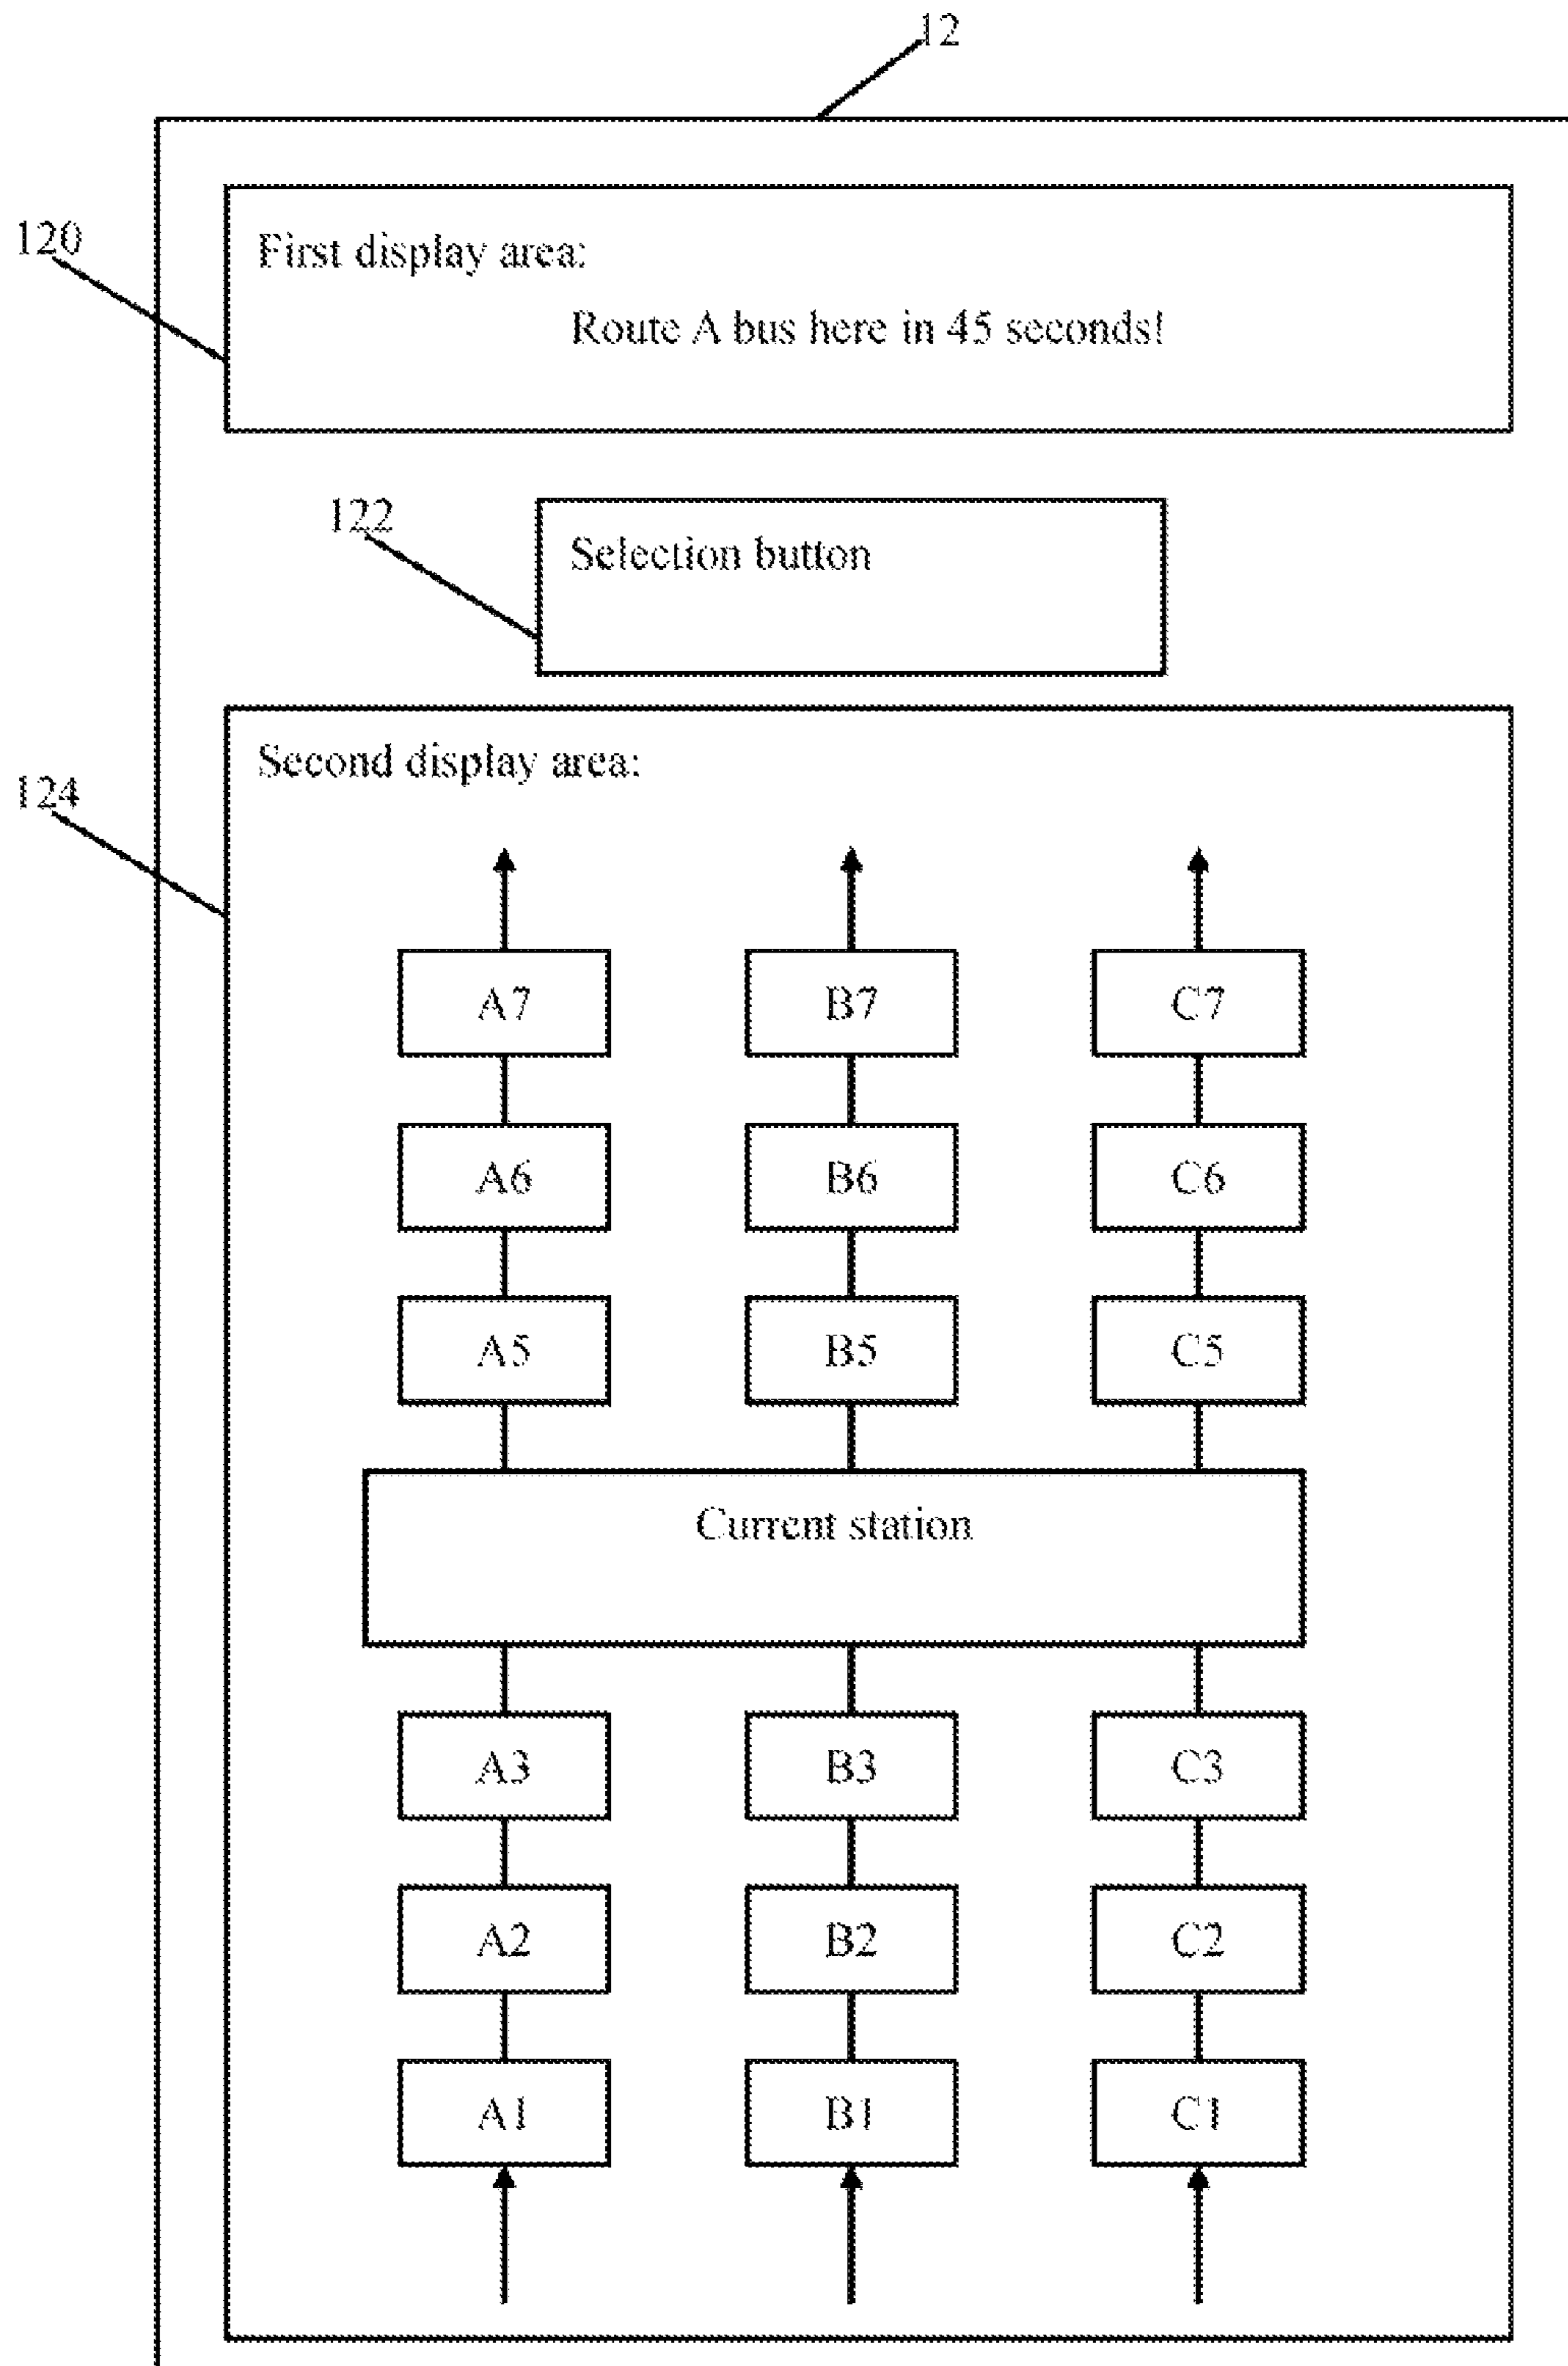 12
120
First display area:
Route A bus here in 45 seconds!
122
Selection button
124
Second display area:
A7 B7 C7
A6 B6 C6
A5 B5 C5
Current station
A3 B3 C3
A2 B2 C2
A1 B1 C1